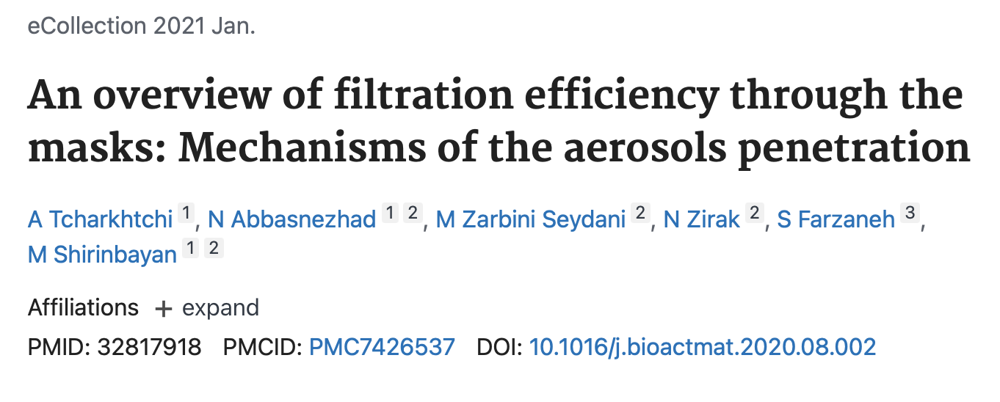 eCollection 2021 Jan.
An overview of filtration efficiency through the
masks: Mechanisms of the aerosols penetration
A Tcharkhtchi 1, N Abbasnezhad 1 2, M Zarbini Seydani 2, N Zirak 2, S Farzaneh 3,
M Shirinbayan 1 2
Affiliations + expand
PMID: 32817918 PMCID: PMC7426537 DOI: 10.1016/j.bioactmat.2020.08.002